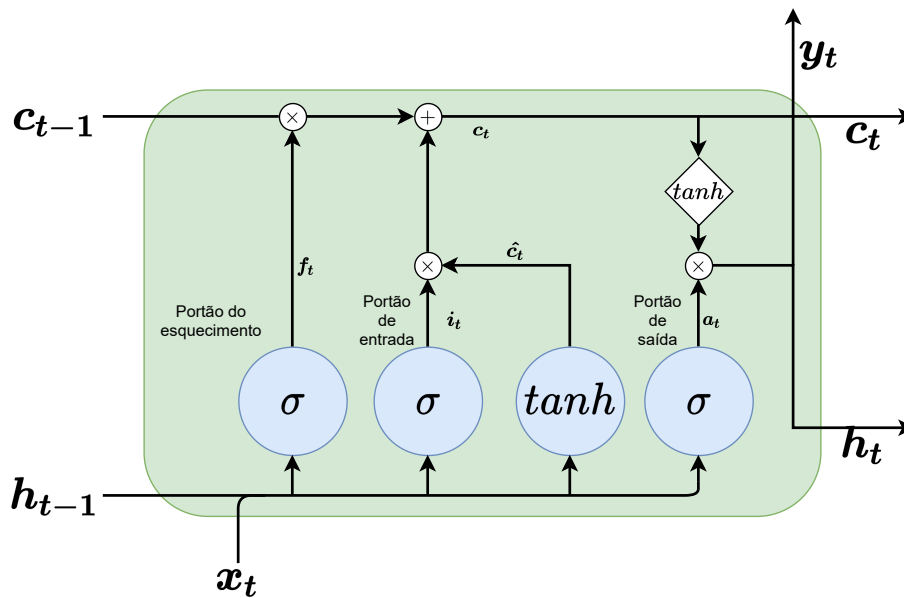 y_t
c_{t-1}
×
+
c_t
c_t
tanh
f_t
×
ĉ_t
×
Portão do
esquecimento
Portão
de
entrada
i_t
Portão
de
saída
a_t
σ
σ
tanh
σ
h_t
h_{t-1}
x_t